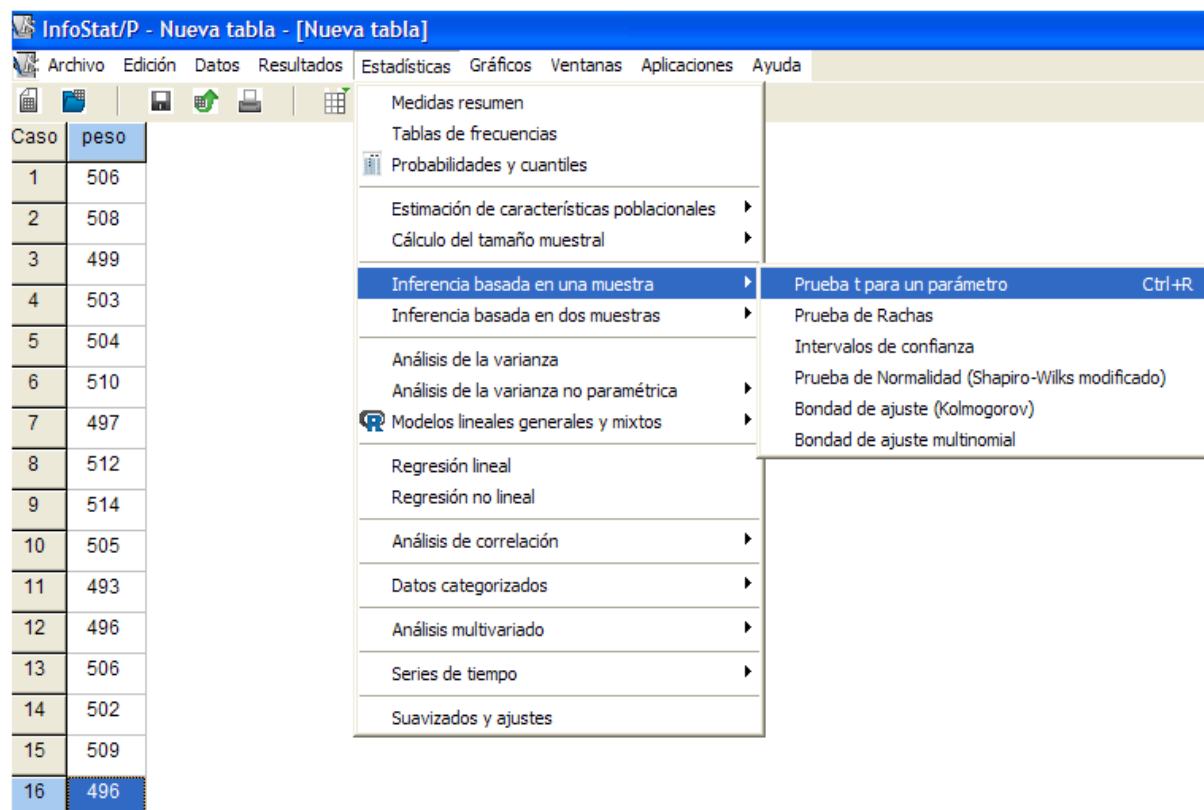 InfoStat/P - Nueva tabla - [Nueva tabla]
Archivo Edición Datos Resultados Estadísticas Gráficos Ventanas Aplicaciones Ayuda
Caso peso
1 506
2 508
3 499
4 503
5 504
6 510
7 497
8 512
9 514
10 505
11 493
12 496
13 506
14 502
15 509
16 496
Medidas resumen
Tablas de frecuencias
Probabilidades y cuantiles
Estimación de características poblacionales
Cálculo del tamaño muestral
Inferencia basada en una muestra
Inferencia basada en dos muestras
Análisis de la varianza
Análisis de la varianza no paramétrica
Modelos lineales generales y mixtos
Regresión lineal
Regresión no lineal
Análisis de correlación
Datos categorizados
Análisis multivariado
Series de tiempo
Suavizados y ajustes
Prueba t para un parámetro Ctrl+R
Prueba de Rachas
Intervalos de confianza
Prueba de Normalidad (Shapiro-Wilks modificado)
Bondad de ajuste (Kolmogorov)
Bondad de ajuste multinomial